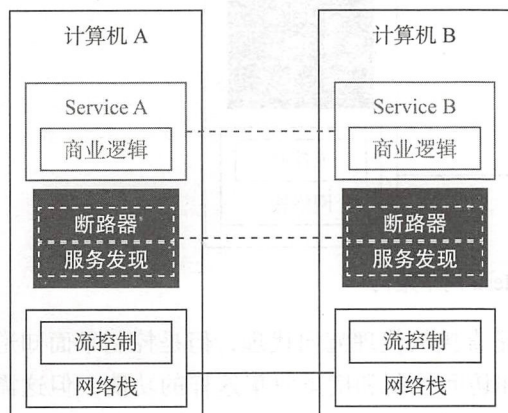 计算机 A
Service A
商业逻辑
断路器
服务发现
流控制
网络栈
计算机 B
Service B
商业逻辑
断路器
服务发现
流控制
网络栈